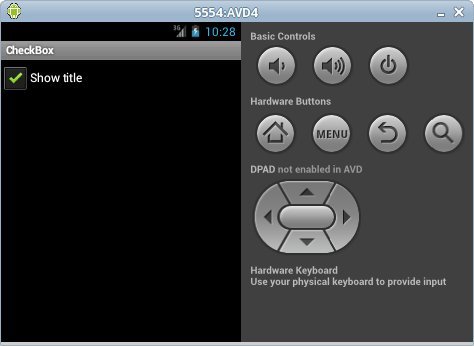 5554:AVD4
3G 10:28
CheckBox
Show title
Basic Controls
Hardware Buttons
MENU
DPAD not enabled in AVD
Hardware Keyboard
Use your physical keyboard to provide input